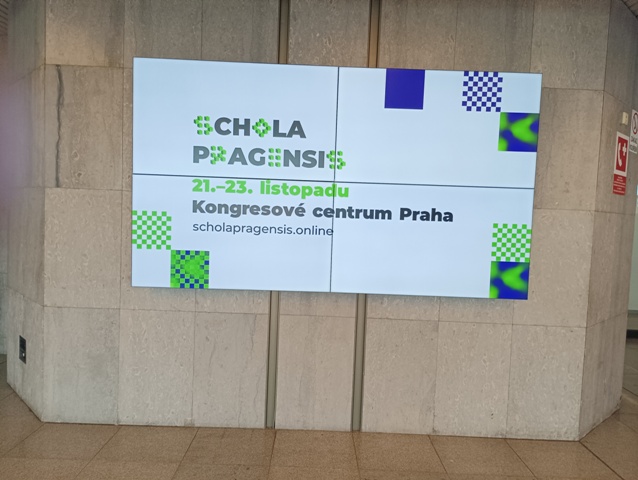 SCHOLA
PRAGENSIS
21.–23. listopadu
Kongresové centrum Praha
scholapragensis.online